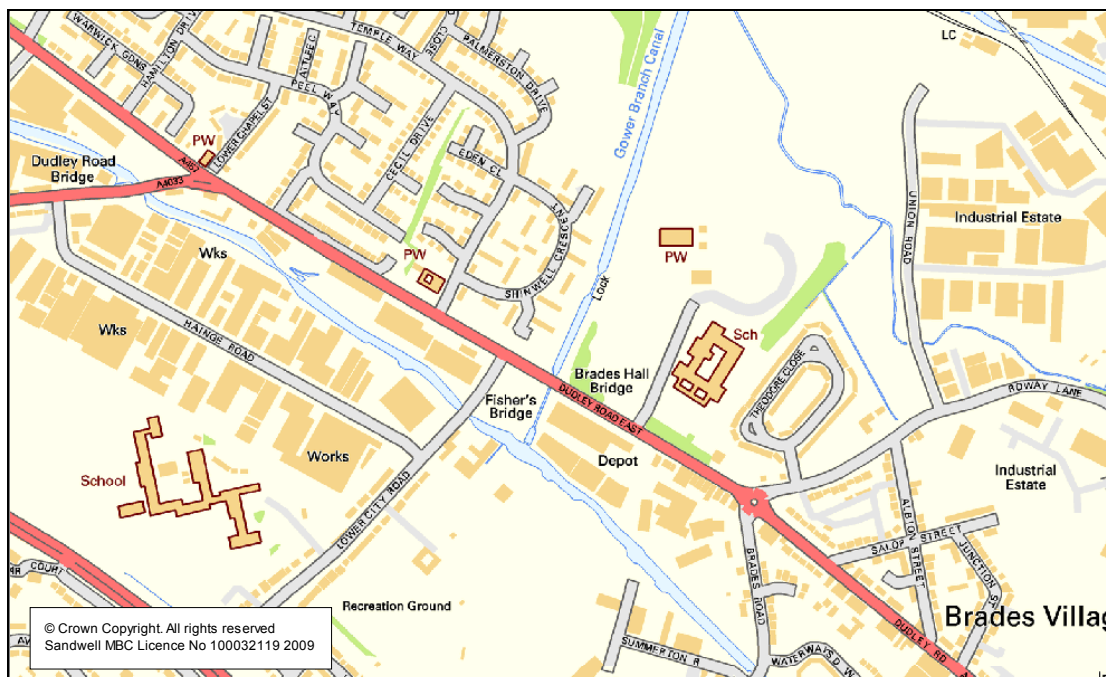 WARWICK GDNS
HAMILTON DRIVE
ATTLEE C
TEMPLE WAY
CLOSE
PALMERSTON DRIVE
LC
PEEL WAY
LOWER CHAPEL ST
PW
CECIL DRIVE
EDEN CL
Gower Branch Canal
Dudley Road
Bridge
A4033
UNION ROAD
Industrial Estate
Wks
PW
SHINWELL CRESCENT
PW
Lock
Wks
HAINGE ROAD
Sch
Brades Hall
Bridge
THEODORE CLOSE
ROWAY LANE
Fisher's
Bridge
DUDLEY ROAD EAST
Works
Depot
School
Industrial
Estate
LOWER CITY ROAD
ALBION STREET
SALOP STREET
JUNCTION ST
BRADES ROAD
COURT
Recreation Ground
Brades Villag
© Crown Copyright. All rights reserved
Sandwell MBC Licence No 100032119 2009
SUMMERTON R
WATERWAYS D
DUDLEY RD